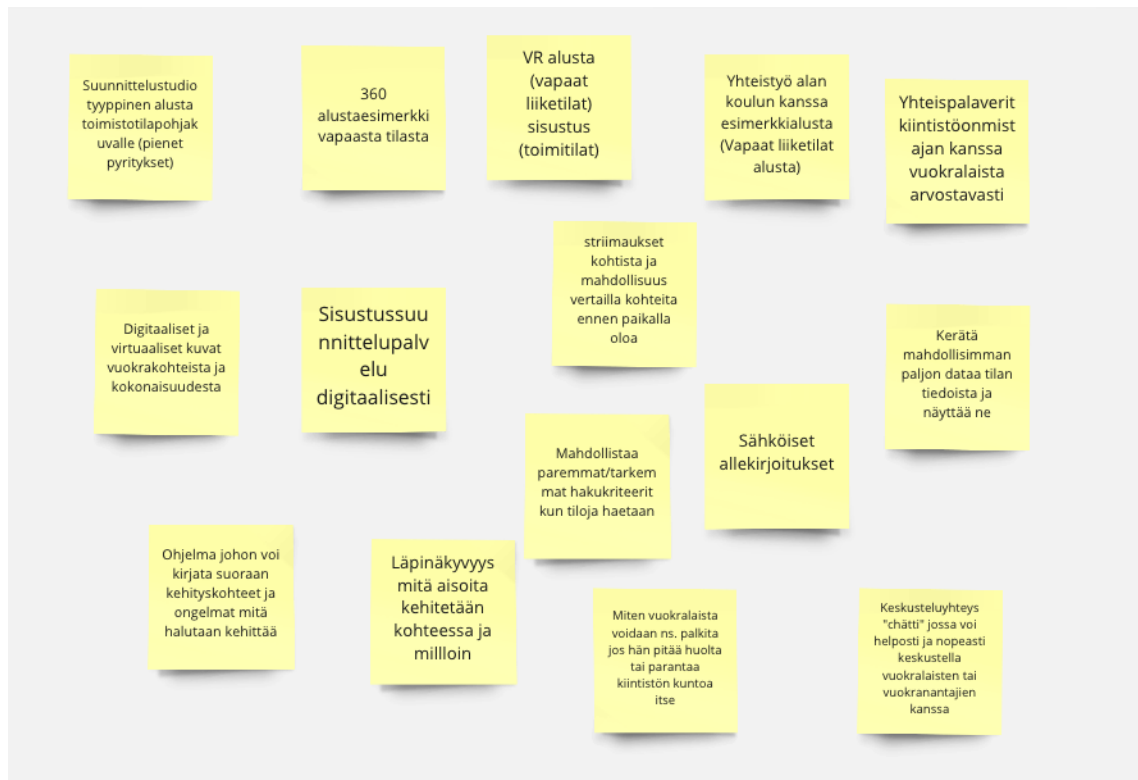 Suunnittelustudio
tyyppinen alusta
toimistotilapohjak
uvalle (pienet
pyritykset)
360
alustaesimerkki
vapaasta tilasta
VR alusta
(vapaat
liiketilat)
sisustus
(toimitilat)
Yhteistyö alan
koulun kanssa
esimerkkialusta
(Vapaat liiketilat
alusta)
Yhteispalaverit
kiintistöonmist
ajan kanssa
vuokralaista
arvostavasti
striimaukset
kohtista ja
mahdollisuus
vertailla kohteita
ennen paikalla
oloa
Digitaaliset ja
virtuaaliset kuvat
vuokrakohteista ja
kokonaisuudesta
Sisustussuu
nnittelupalv
elu
digitaalisesti
Kerätä
mahdollisimman
paljon dataa tilan
tiedoista ja
näyttää ne
Mahdollistaa
paremmat/tarkem
mat hakukriteerit
kun tiloja haetaan
Sähköiset
allekirjoitukset
Ohjelma johon voi
kirjata suoraan
kehityskohteet ja
ongelmat mitä
halutaan kehittää
Läpinäkyvyys
mitä aisoita
kehitetään
kohteessa ja
millloin
Miten vuokralaista
voidaan ns. palkita
jos hän pitää huolta
tai parantaa
kiintistön kuntoa
itse
Keskusteluyhteys
"chätti" jossa voi
helposti ja nopeasti
keskustella
vuokralaisten tai
vuokranantajien
kanssa